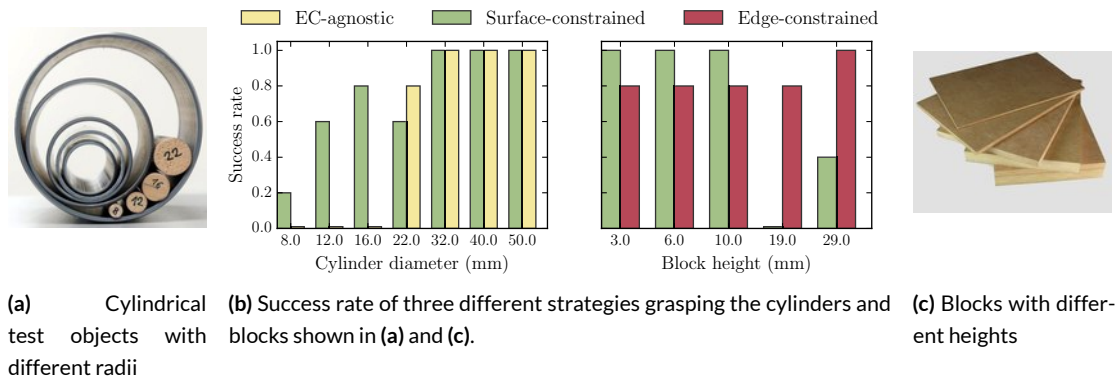 EC-agnostic Surface-constrained Edge-constrained
22
16
12
8
Success rate
1.0
0.8
0.6
0.4
0.2
0.0
8.0 12.0 16.0 22.0 32.0 40.0 50.0
Cylinder diameter (mm)
3.0 6.0 10.0 19.0 29.0
Block height (mm)
(a) Cylindrical
test objects with
different radii
(b) Success rate of three different strategies grasping the cylinders and
blocks shown in (a) and (c).
(c) Blocks with differ-
ent heights